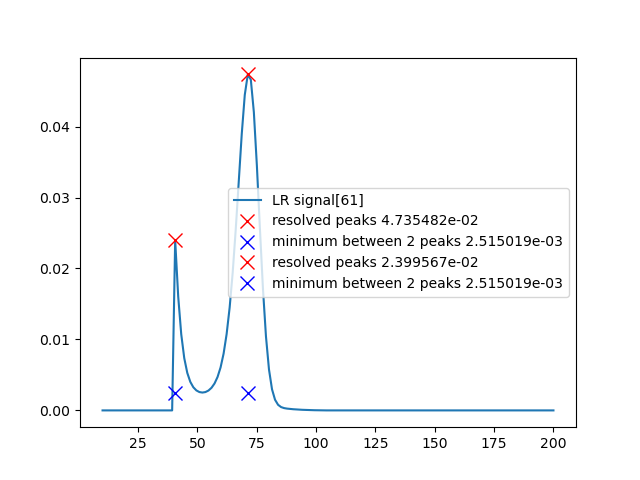 0.04
0.03
0.02
0.01
0.00
LR signal[61]
resolved peaks 4.735482e-02
minimum between 2 peaks 2.515019e-03
resolved peaks 2.399567e-02
minimum between 2 peaks 2.515019e-03
25 50 75 100 125 150 175 200